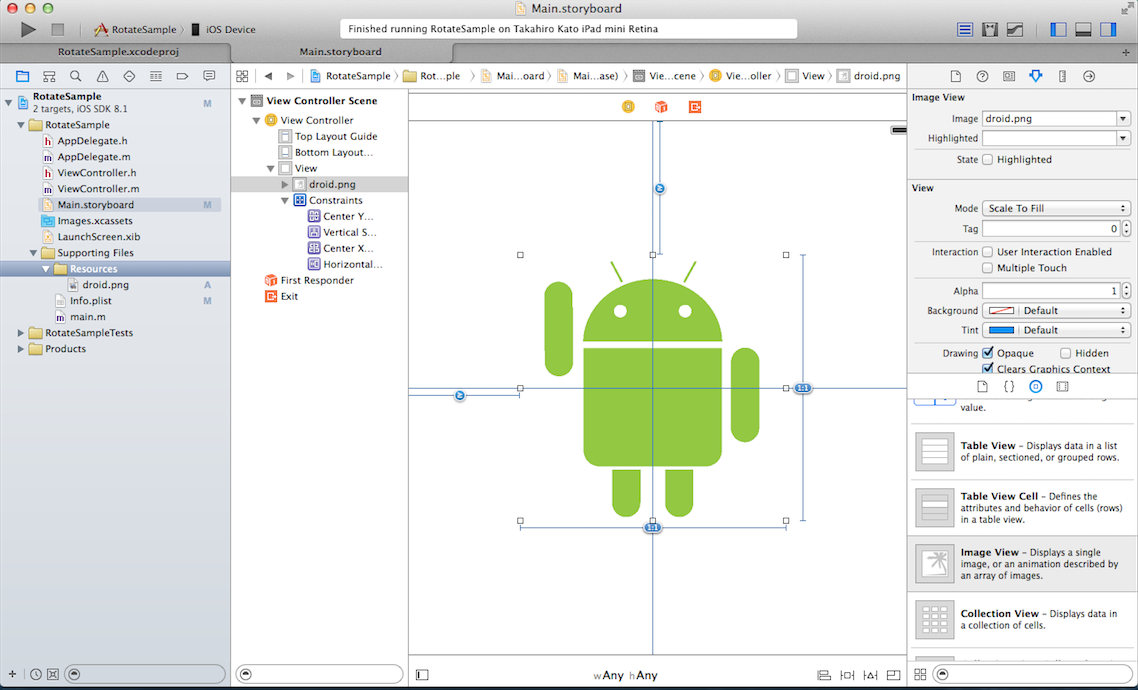 Main.storyboard
RotateSample
iOS Device
Finished running RotateSample on Takahiro Kato iPad mini Retina
RotateSample.xcodeproj
Main.storyboard
RotateSample
Rot...ple
Mai...oard
Mai...ase)
Vie...cene
Vie...oller
View
droid.png
RotateSample
M
2 targets, iOS SDK 8.1
RotateSample
h AppDelegate.h
m AppDelegate.m
h ViewController.h
m ViewController.m
Main.storyboard M
Images.xcassets
LaunchScreen.xib
Supporting Files
Resources
droid.png A
Info.plist M
m main.m
RotateSampleTests
Products
View Controller Scene
View Controller
Top Layout Guide
Bottom Layout...
View
droid.png
Constraints
Center Y...
Vertical S...
Center X...
Horizontal...
First Responder
Exit
≥
≥
1:1
1:1
wAny hAny
Image View
Image droid.png
Highlighted
State Highlighted
View
Mode Scale To Fill
Tag 0
Interaction User Interaction Enabled
Multiple Touch
Alpha 1
Background Default
Tint Default
Drawing Opaque Hidden
Clears Graphics Context
{}
value.
Table View – Displays data in a list
of plain, sectioned, or grouped rows.
Table View Cell – Defines the
attributes and behavior of cells (rows)
in a table view.
Image View – Displays a single
image, or an animation described by
an array of images.
Collection View – Displays data in
a collection of cells.